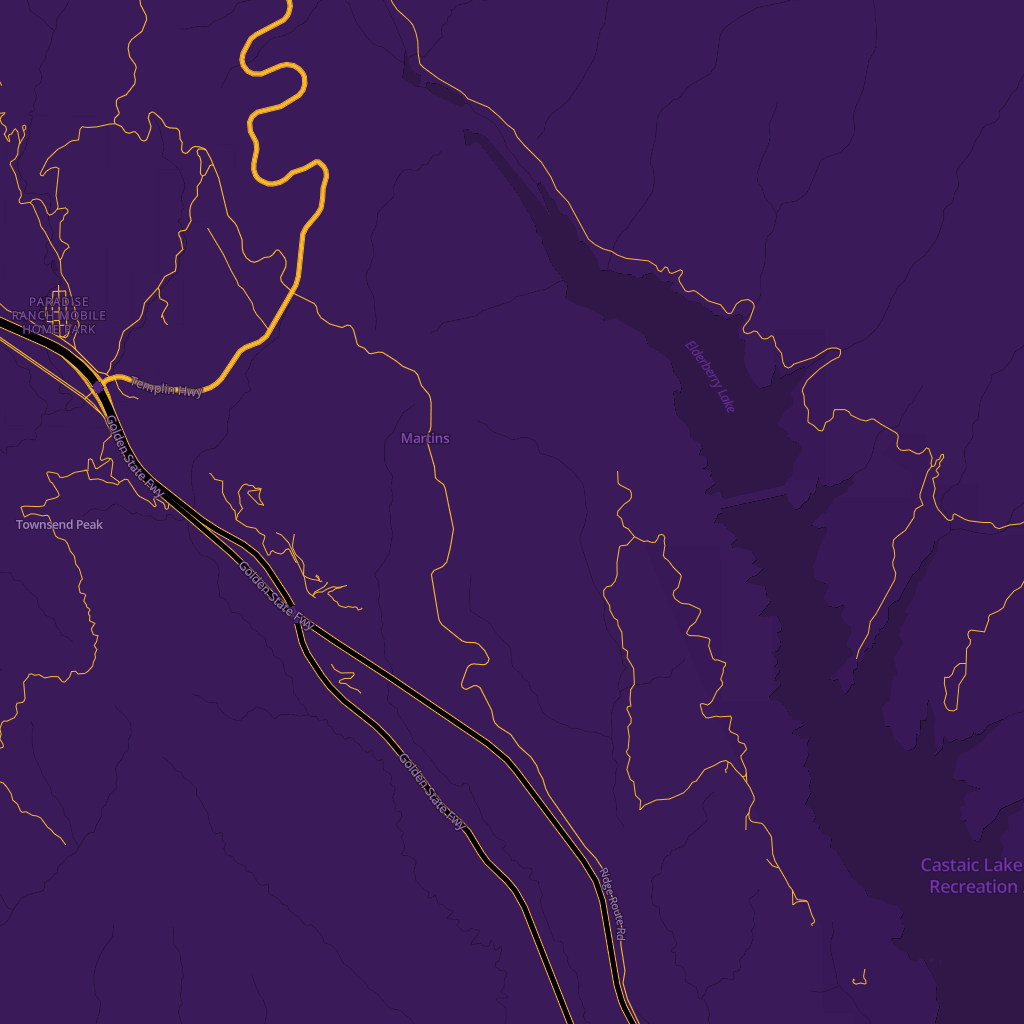 PARADISE
RANCH MOBILE
HOME PARK
Templin Hwy
Elderberry Lake
Golden State Fwy
Martins
Townsend Peak
Golden State Fwy
Golden State Fwy
Ridge Route Rd
Castaic Lake
Recreation